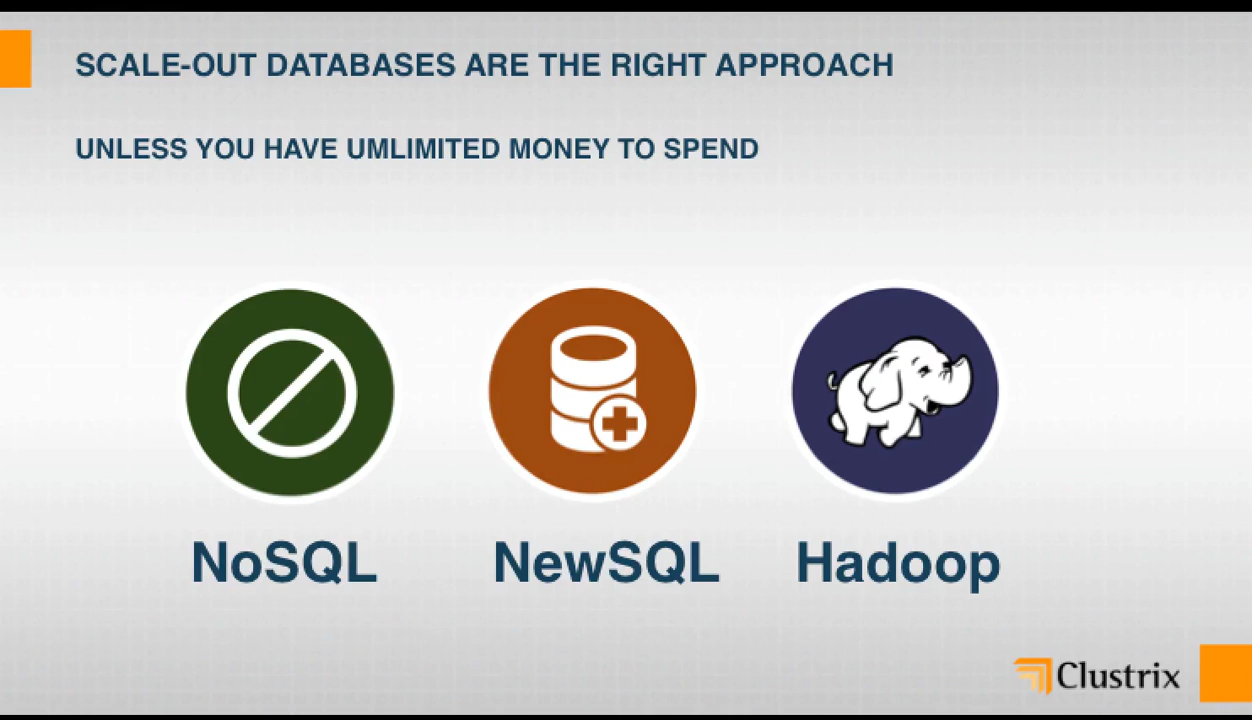 SCALE-OUT DATABASES ARE THE RIGHT APPROACH
UNLESS YOU HAVE UMLIMITED MONEY TO SPEND
NoSQL NewSQL Hadoop
Clustrix